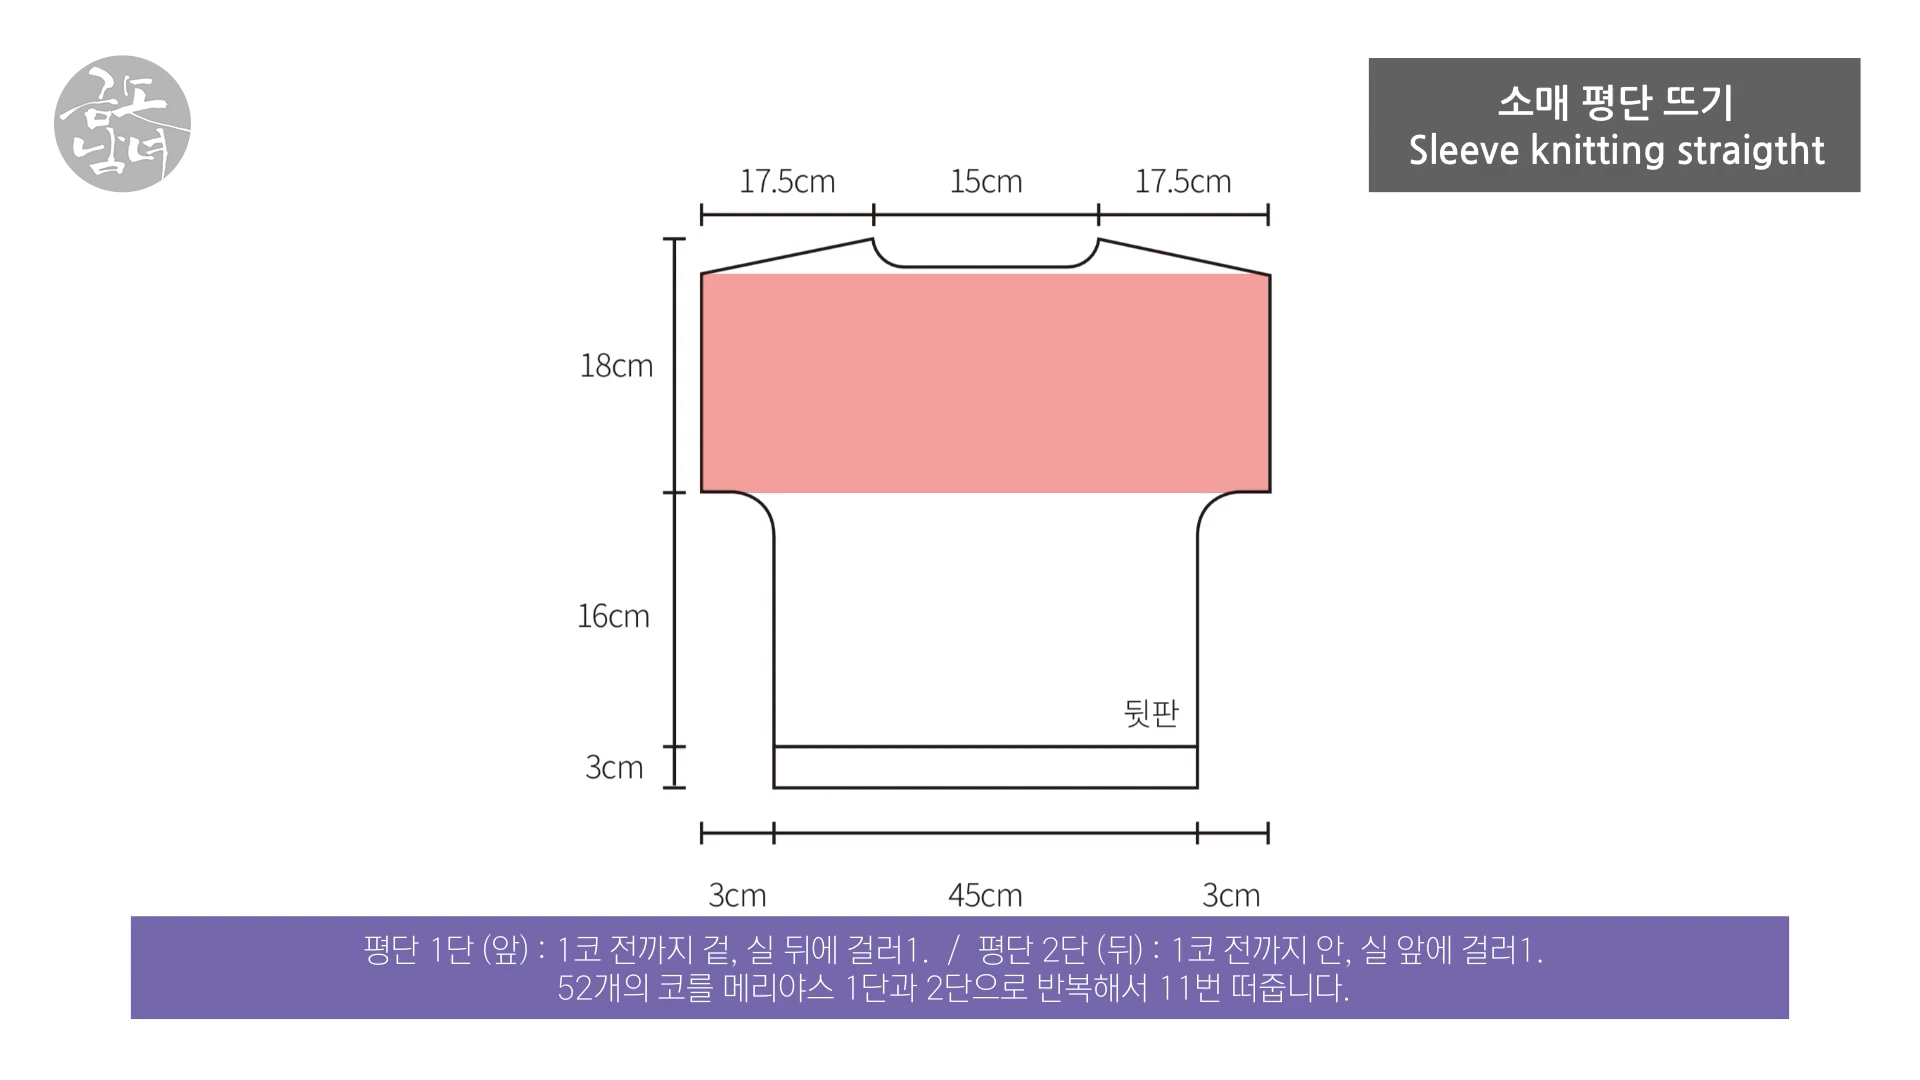 금도
남녀
소매 평단 뜨기
Sleeve knitting straigtht
17.5cm 15cm 17.5cm
18cm
16cm
뒷판
3cm
3cm 45cm 3cm
평단 1단 (앞) : 1코 전까지 겉, 실 뒤에 걸러1. / 평단 2단 (뒤) : 1코 전까지 안, 실 앞에 걸러1.
52개의 코를 메리야스 1단과 2단으로 반복해서 11번 떠줍니다.